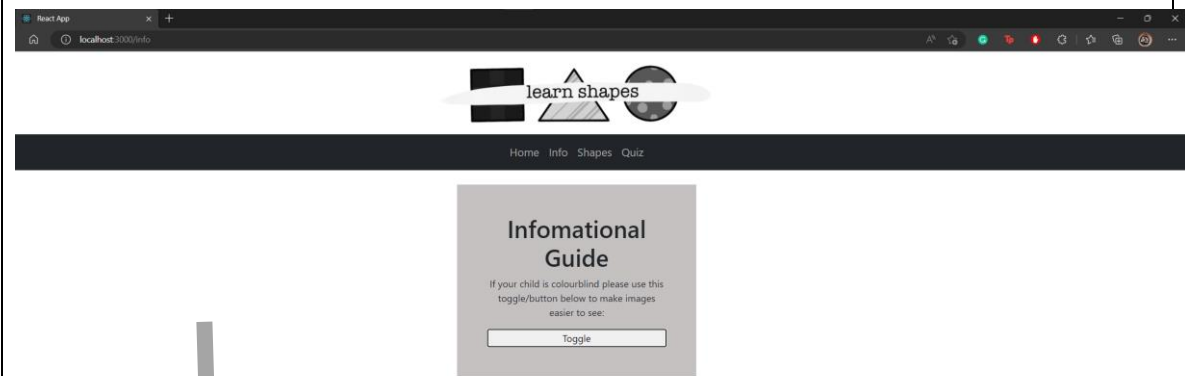 React App
localhost:3000/info
learn shapes
Home Info Shapes Quiz
Infomational
Guide
If your child is colourblind please use this
toggle/button below to make images
easier to see:
Toggle